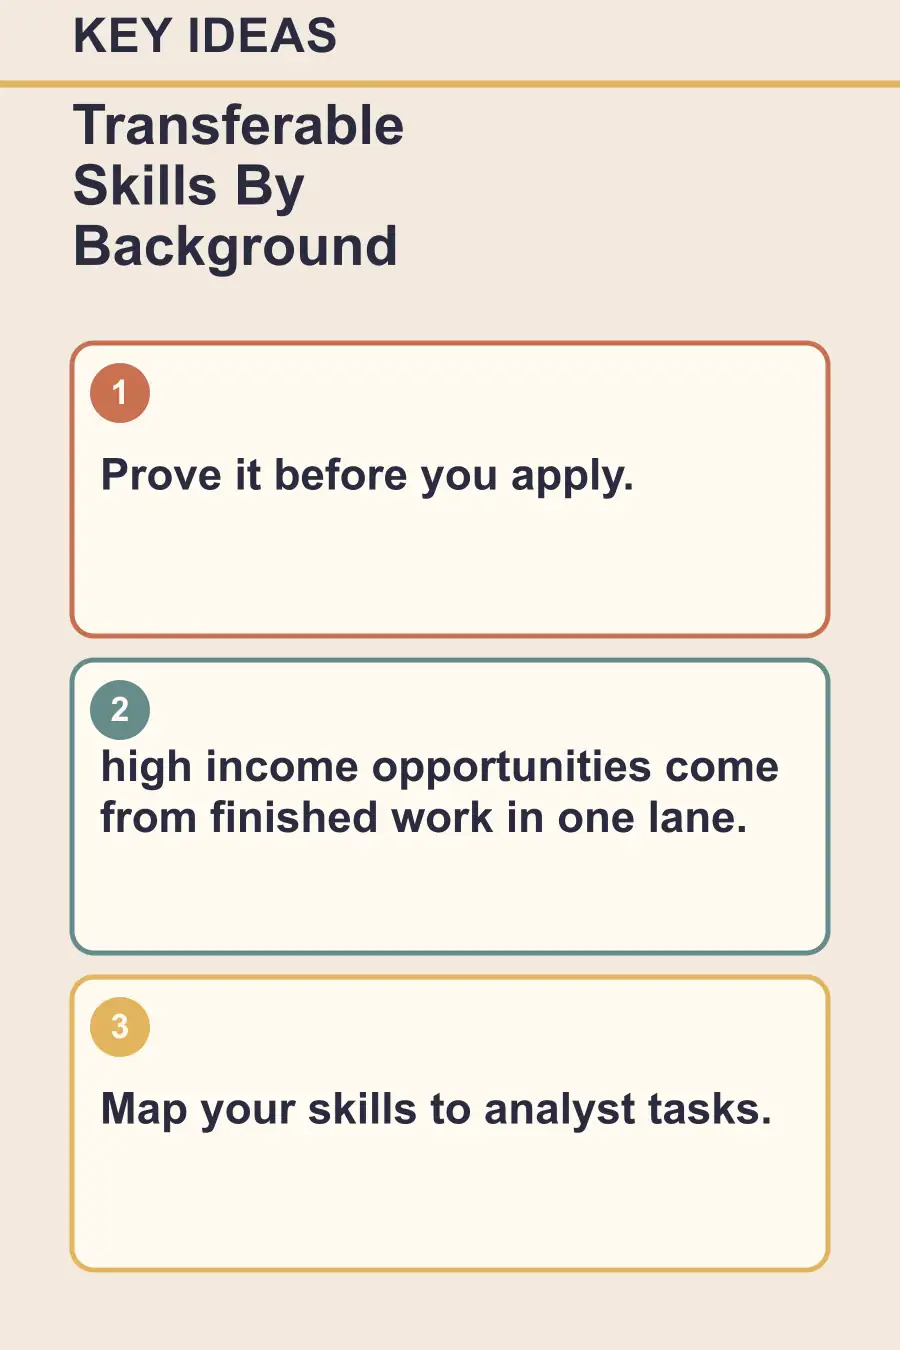 KEY IDEAS
Transferable
Skills By
Background
1
Prove it before you apply.
2
high income opportunities come
from finished work in one lane.
3
Map your skills to analyst tasks.